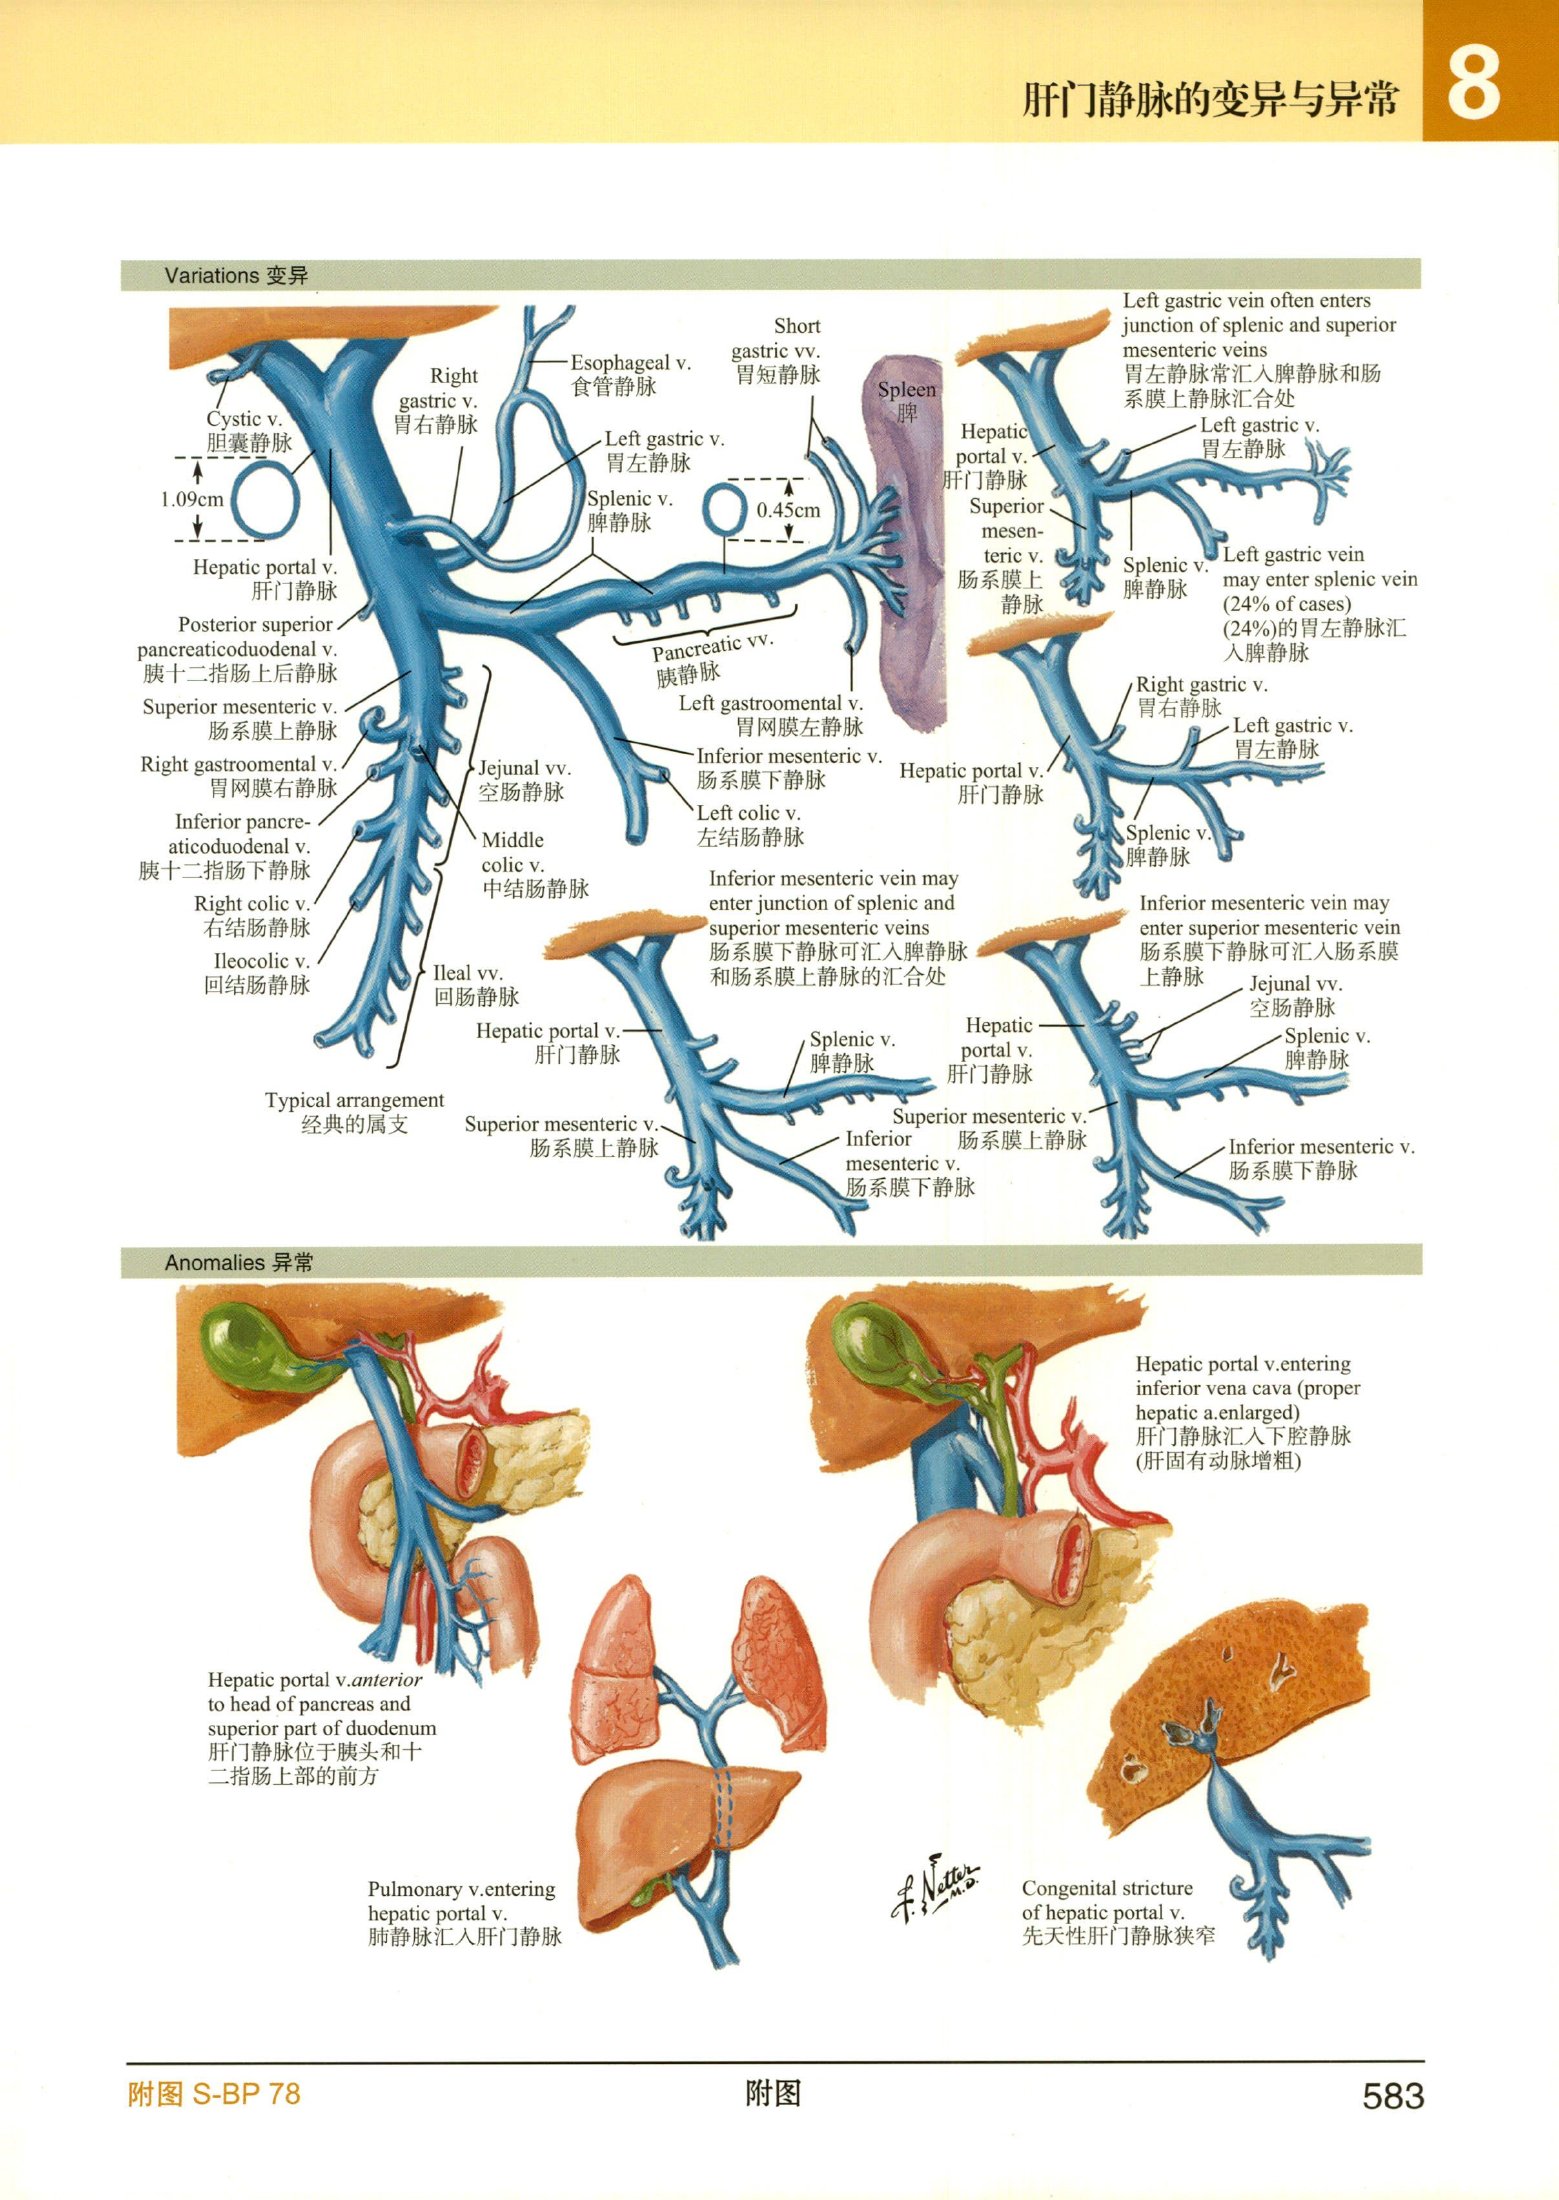 肝门静脉的变异与异常
8
Variations 变异
Cystic v.
胆囊静脉
1.09cm
Hepatic portal v.
肝门静脉
Posterior superior
pancreaticoduodenal v.
胰十二指肠上后静脉
Superior mesenteric v.
肠系膜上静脉
Right gastroomental v.
胃网膜右静脉
Inferior pancre-
aticoduodenal v.
胰十二指肠下静脉
Right colic v.
右结肠静脉
Ileocolic v.
回结肠静脉
Right
gastric v.
胃右静脉
Esophageal v.
食管静脉
Left gastric v.
胃左静脉
Splenic v.
脾静脉
Short
gastric vv.
胃短静脉
0.45cm
Spleen
脾
Pancreatic vv.
胰静脉
Left gastroomental v.
胃网膜左静脉
Inferior mesenteric v.
肠系膜下静脉
Left colic v.
左结肠静脉
Jejunal vv.
空肠静脉
Middle
colic v.
中结肠静脉
Ileal vv.
回肠静脉
Typical arrangement
经典的属支
Left gastric vein often enters
junction of splenic and superior
mesenteric veins
胃左静脉常汇入脾静脉和肠
系膜上静脉汇合处
Hepatic
portal v.
肝门静脉
Superior
mesen-
teric v.
肠系膜上
静脉
Left gastric v.
胃左静脉
Splenic v.
脾静脉
Left gastric vein
may enter splenic vein
(24% of cases)
(24%)的胃左静脉汇
入脾静脉
Right gastric v.
胃右静脉
Left gastric v.
胃左静脉
Hepatic portal v.
肝门静脉
Splenic v.
脾静脉
Inferior mesenteric vein may
enter junction of splenic and
superior mesenteric veins
肠系膜下静脉可汇入脾静脉
和肠系膜上静脉的汇合处
Hepatic portal v.
肝门静脉
Splenic v.
脾静脉
Superior mesenteric v.
肠系膜上静脉
Inferior
mesenteric v.
肠系膜下静脉
Inferior mesenteric vein may
enter superior mesenteric vein
肠系膜下静脉可汇入肠系膜
上静脉
Jejunal vv.
空肠静脉
Hepatic
portal v.
肝门静脉
Splenic v.
脾静脉
Superior mesenteric v.
肠系膜上静脉
Inferior mesenteric v.
肠系膜下静脉
Anomalies 异常
Hepatic portal v.anterior
to head of pancreas and
superior part of duodenum
肝门静脉位于胰头和十
二指肠上部的前方
Hepatic portal v.entering
inferior vena cava (proper
hepatic a.enlarged)
肝门静脉汇入下腔静脉
(肝固有动脉增粗)
Pulmonary v.entering
hepatic portal v.
肺静脉汇入肝门静脉
F. Netter
M.D.
Congenital stricture
of hepatic portal v.
先天性肝门静脉狭窄
附图 S-BP 78
附图
583